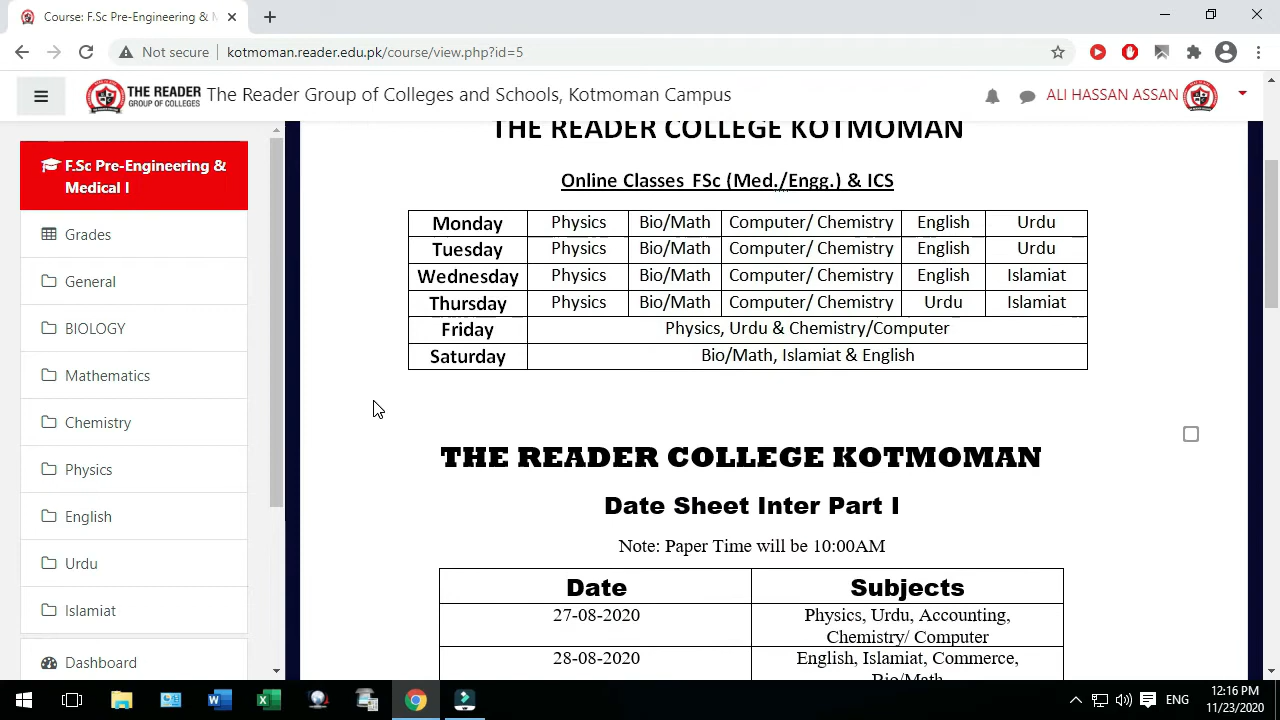 Course: F.Sc Pre-Engineering & M
Not secure
kotmoman.reader.edu.pk/course/view.php?id=5
THE READER
GROUP OF COLLEGES
The Reader Group of Colleges and Schools, Kotmoman Campus
ALI HASSAN ASSAN
F.Sc Pre-Engineering &
Medical I
Grades
General
BIOLOGY
Mathematics
Chemistry
Physics
English
Urdu
Islamiat
Dashboard
THE READER COLLEGE KOTMOMAN
Online Classes FSc (Med./Engg.) & ICS
Monday Physics Bio/Math Computer/ Chemistry English Urdu
Tuesday Physics Bio/Math Computer/ Chemistry English Urdu
Wednesday Physics Bio/Math Computer/ Chemistry English Islamiat
Thursday Physics Bio/Math Computer/ Chemistry Urdu Islamiat
Friday Physics, Urdu & Chemistry/Computer
Saturday Bio/Math, Islamiat & English
THE READER COLLEGE KOTMOMAN
Date Sheet Inter Part I
Note: Paper Time will be 10:00AM
Date Subjects
27-08-2020 Physics, Urdu, Accounting,
Chemistry/ Computer
28-08-2020 English, Islamiat, Commerce,
Bio/Math
ENG
12:16 PM
11/23/2020